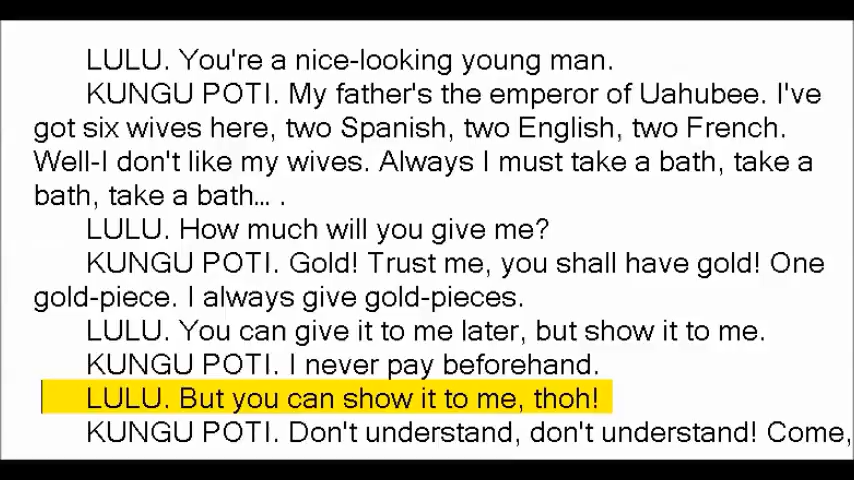 LULU. You're a nice-looking young man.
KUNGU POTI. My father's the emperor of Uahubee. I've
got six wives here, two Spanish, two English, two French.
Well-I don't like my wives. Always I must take a bath, take a
bath, take a bath... .
LULU. How much will you give me?
KUNGU POTI. Gold! Trust me, you shall have gold! One
gold-piece. I always give gold-pieces.
LULU. You can give it to me later, but show it to me.
KUNGU POTI. I never pay beforehand.
LULU. But you can show it to me, thoh!
KUNGU POTI. Don't understand, don't understand! Come,